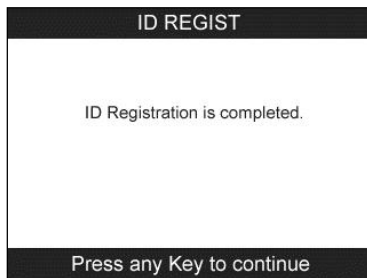 ID REGIST
ID Registration is completed.
Press any Key to continue